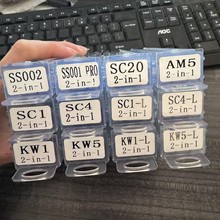 SS002
2-in-1
SS001 PRO
2-in-1
SC20
2-in-1
AM5
2-in-1
SC1
2-in-1
SC4
2-in-1
SC1-L
2-in-1
SC4-L
2-in-1
KW1
2-in-1
KW5
2-in-1
KW1-L
2-in-1
KW5-L
2-in-1